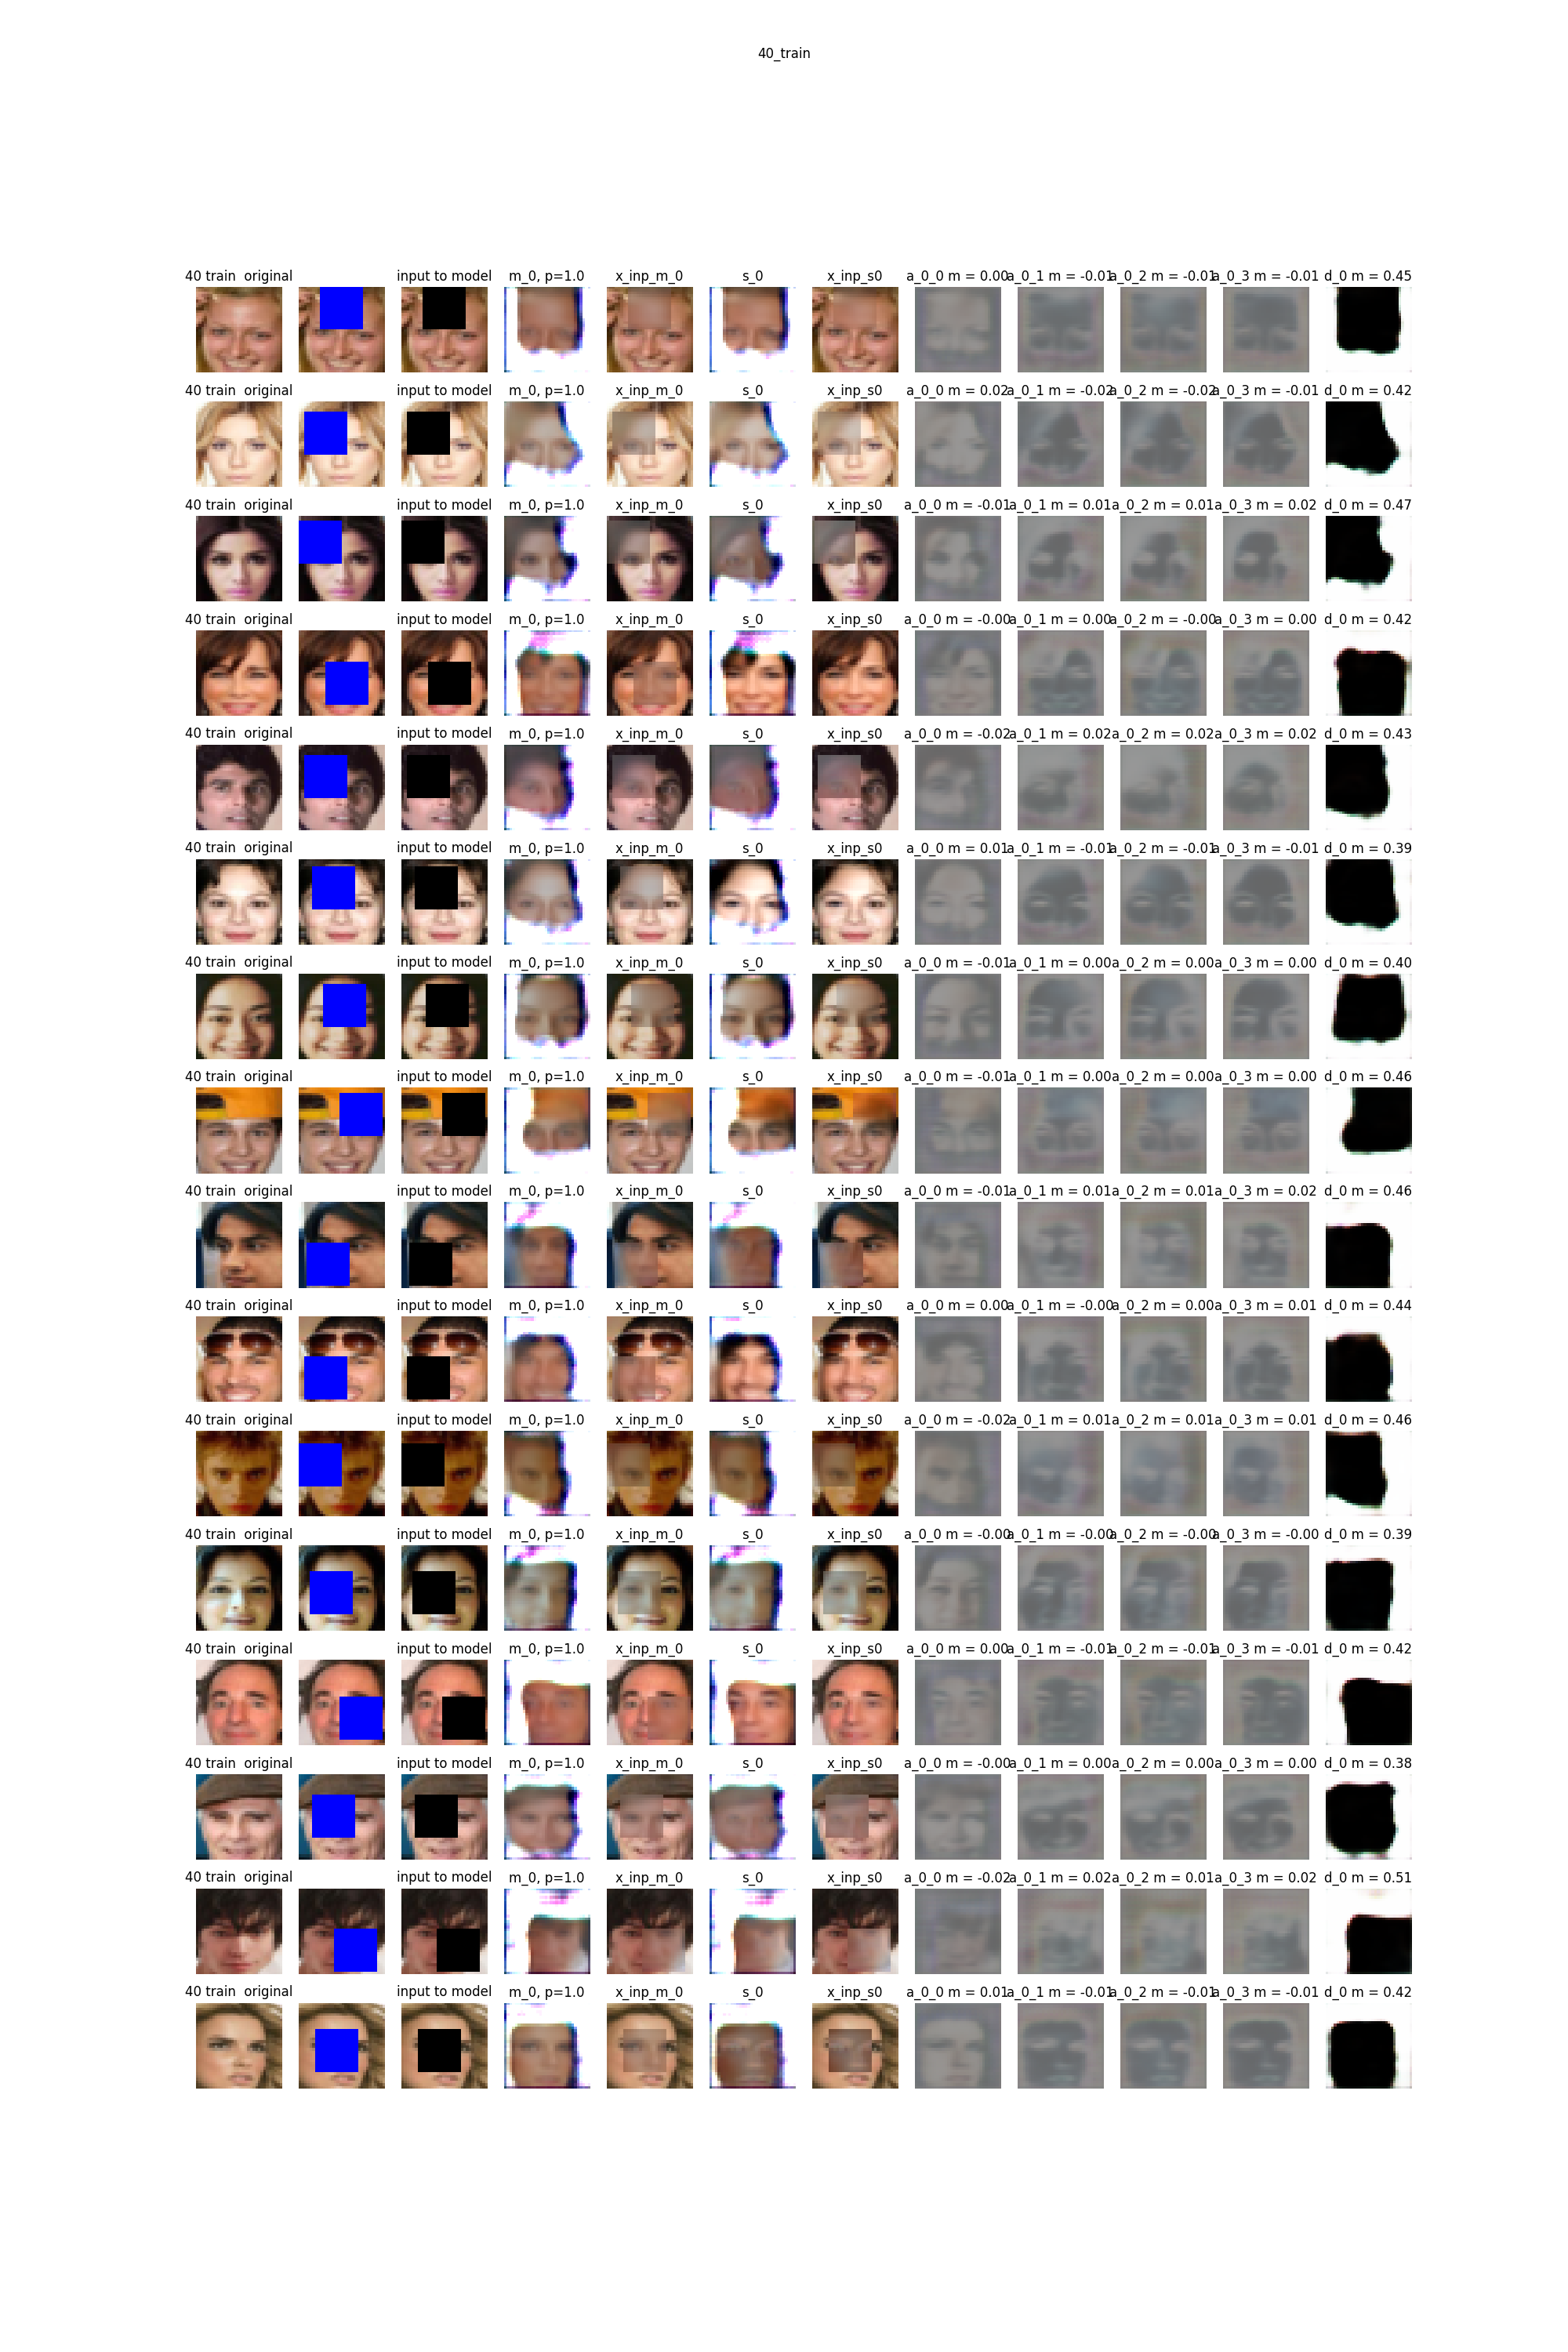 40_train
40 train  original input to model m_0, p=1.0 x_inp_m_0 s_0 x_inp_s0 a_0_0 m = 0.00 a_0_1 m = -0.01 a_0_2 m = -0.01 a_0_3 m = -0.01 d_0 m = 0.45
40 train  original input to model m_0, p=1.0 x_inp_m_0 s_0 x_inp_s0 a_0_0 m = 0.02 a_0_1 m = -0.02 a_0_2 m = -0.02 a_0_3 m = -0.01 d_0 m = 0.42
40 train  original input to model m_0, p=1.0 x_inp_m_0 s_0 x_inp_s0 a_0_0 m = -0.01 a_0_1 m = 0.01 a_0_2 m = 0.01 a_0_3 m = 0.02 d_0 m = 0.47
40 train  original input to model m_0, p=1.0 x_inp_m_0 s_0 x_inp_s0 a_0_0 m = -0.00 a_0_1 m = 0.00 a_0_2 m = -0.00 a_0_3 m = 0.00 d_0 m = 0.42
40 train  original input to model m_0, p=1.0 x_inp_m_0 s_0 x_inp_s0 a_0_0 m = -0.02 a_0_1 m = 0.02 a_0_2 m = 0.02 a_0_3 m = 0.02 d_0 m = 0.43
40 train  original input to model m_0, p=1.0 x_inp_m_0 s_0 x_inp_s0 a_0_0 m = 0.01 a_0_1 m = -0.01 a_0_2 m = -0.01 a_0_3 m = -0.01 d_0 m = 0.39
40 train  original input to model m_0, p=1.0 x_inp_m_0 s_0 x_inp_s0 a_0_0 m = -0.01 a_0_1 m = 0.00 a_0_2 m = 0.00 a_0_3 m = 0.00 d_0 m = 0.40
40 train  original input to model m_0, p=1.0 x_inp_m_0 s_0 x_inp_s0 a_0_0 m = -0.01 a_0_1 m = 0.00 a_0_2 m = 0.00 a_0_3 m = 0.00 d_0 m = 0.46
40 train  original input to model m_0, p=1.0 x_inp_m_0 s_0 x_inp_s0 a_0_0 m = -0.01 a_0_1 m = 0.01 a_0_2 m = 0.01 a_0_3 m = 0.02 d_0 m = 0.46
40 train  original input to model m_0, p=1.0 x_inp_m_0 s_0 x_inp_s0 a_0_0 m = 0.00 a_0_1 m = -0.00 a_0_2 m = 0.00 a_0_3 m = 0.01 d_0 m = 0.44
40 train  original input to model m_0, p=1.0 x_inp_m_0 s_0 x_inp_s0 a_0_0 m = -0.02 a_0_1 m = 0.01 a_0_2 m = 0.01 a_0_3 m = 0.01 d_0 m = 0.46
40 train  original input to model m_0, p=1.0 x_inp_m_0 s_0 x_inp_s0 a_0_0 m = -0.00 a_0_1 m = -0.00 a_0_2 m = -0.00 a_0_3 m = -0.00 d_0 m = 0.39
40 train  original input to model m_0, p=1.0 x_inp_m_0 s_0 x_inp_s0 a_0_0 m = 0.00 a_0_1 m = -0.01 a_0_2 m = -0.01 a_0_3 m = -0.01 d_0 m = 0.42
40 train  original input to model m_0, p=1.0 x_inp_m_0 s_0 x_inp_s0 a_0_0 m = -0.00 a_0_1 m = 0.00 a_0_2 m = 0.00 a_0_3 m = 0.00 d_0 m = 0.38
40 train  original input to model m_0, p=1.0 x_inp_m_0 s_0 x_inp_s0 a_0_0 m = -0.02 a_0_1 m = 0.02 a_0_2 m = 0.01 a_0_3 m = 0.02 d_0 m = 0.51
40 train  original input to model m_0, p=1.0 x_inp_m_0 s_0 x_inp_s0 a_0_0 m = 0.01 a_0_1 m = -0.01 a_0_2 m = -0.01 a_0_3 m = -0.01 d_0 m = 0.42